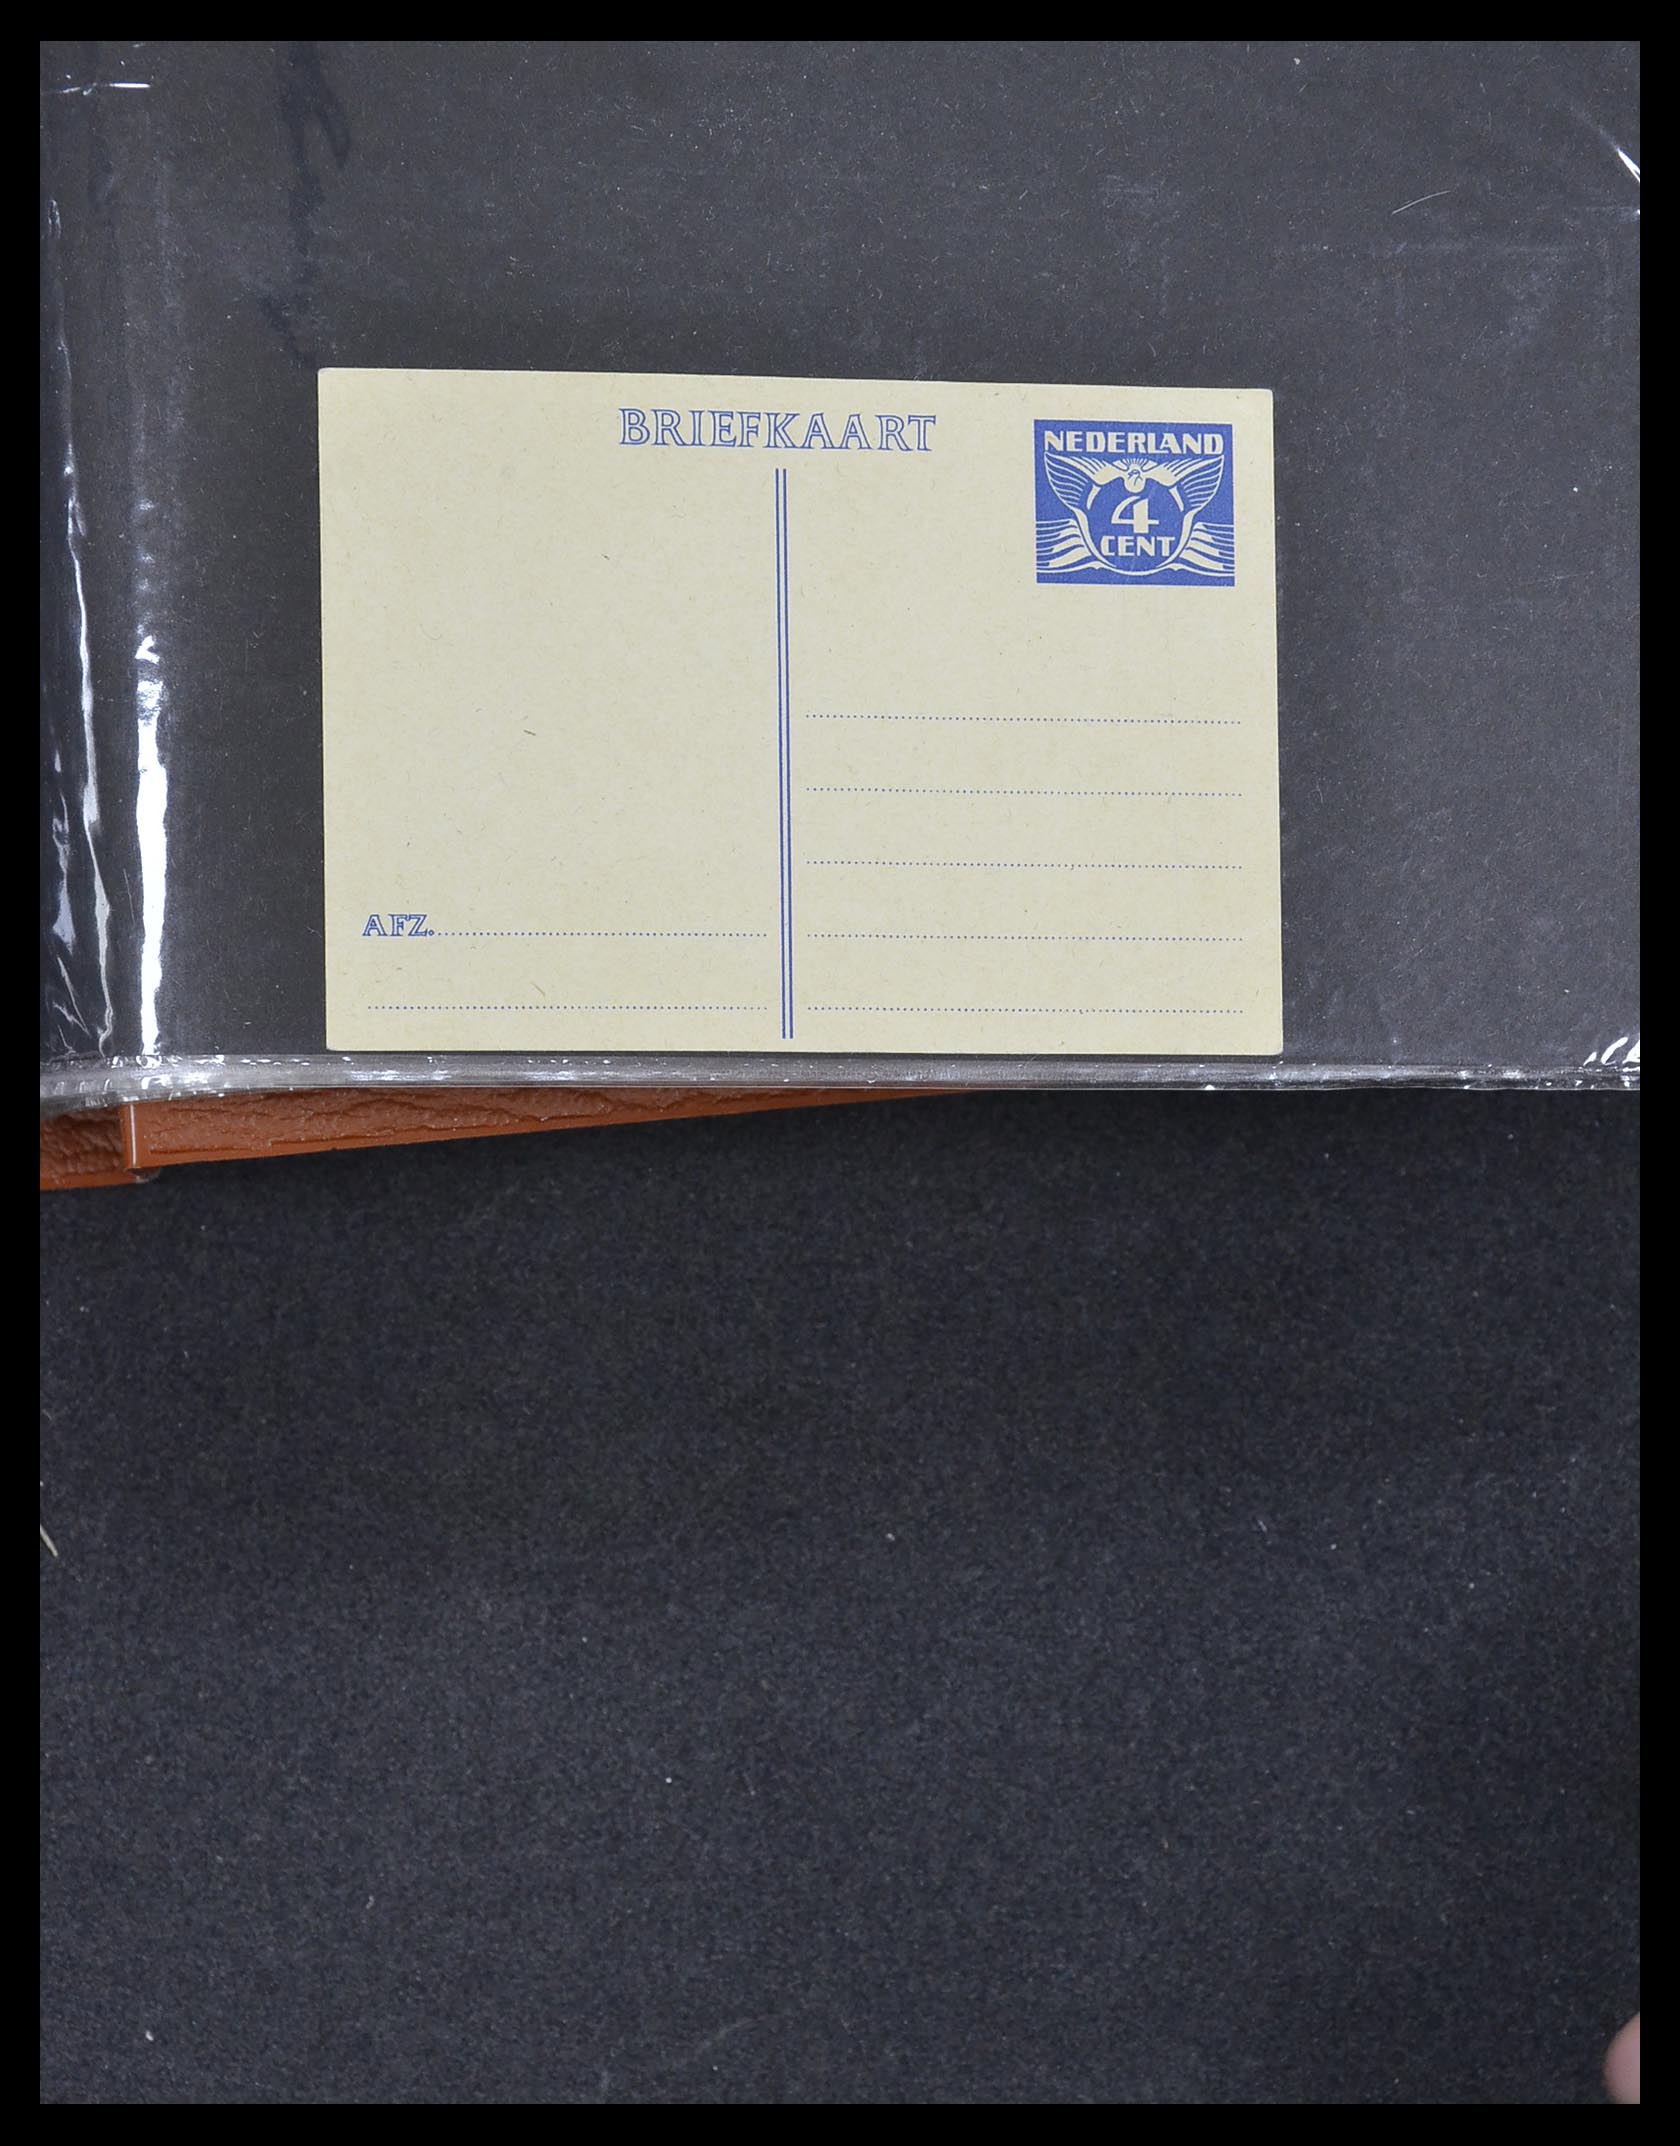 BRIEFKAART
NEDERLAND
4
CENT
AFZ.